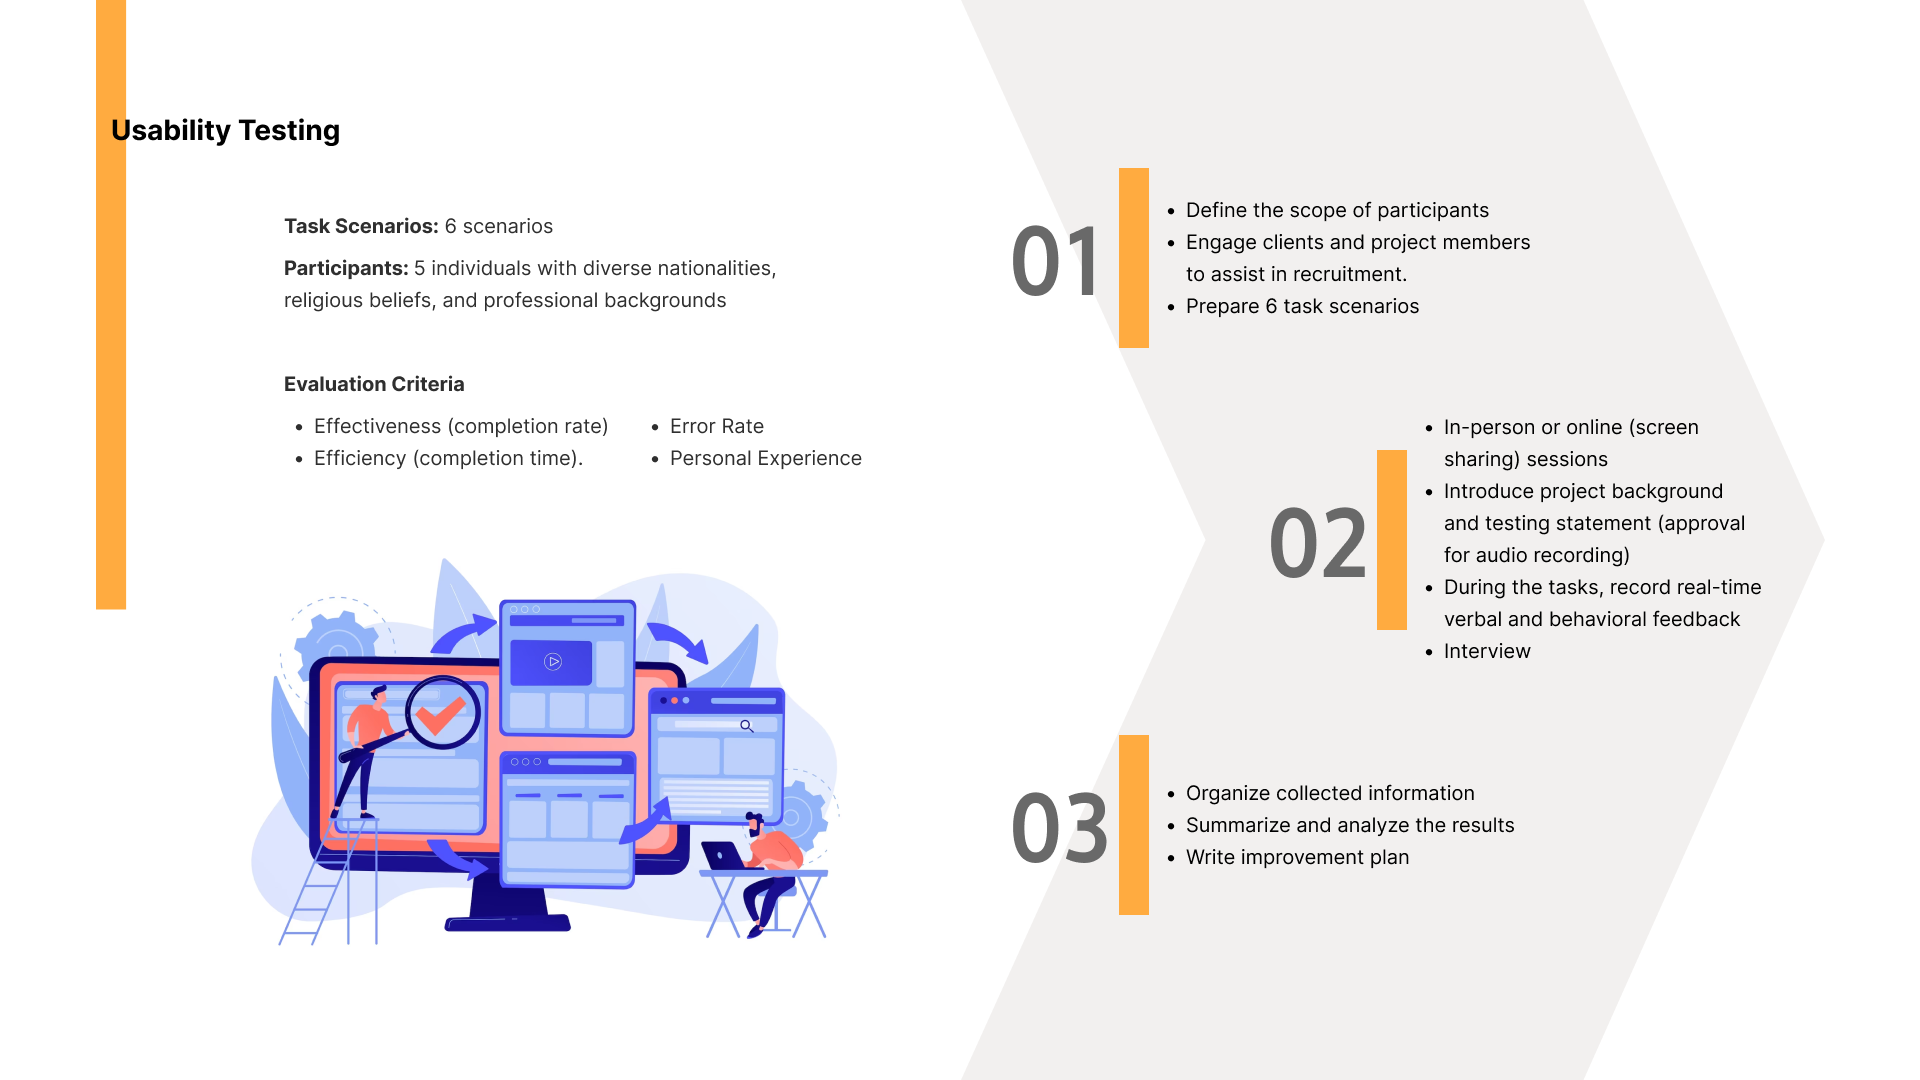 Usability Testing
Task Scenarios: 6 scenarios
Participants: 5 individuals with diverse nationalities,
religious beliefs, and professional backgrounds
Evaluation Criteria
• Effectiveness (completion rate)
• Efficiency (completion time).
• Error Rate
• Personal Experience
01
• Define the scope of participants
• Engage clients and project members
to assist in recruitment.
• Prepare 6 task scenarios
02
• In-person or online (screen
sharing) sessions
• Introduce project background
and testing statement (approval
for audio recording)
• During the tasks, record real-time
verbal and behavioral feedback
• Interview
03
• Organize collected information
• Summarize and analyze the results
• Write improvement plan